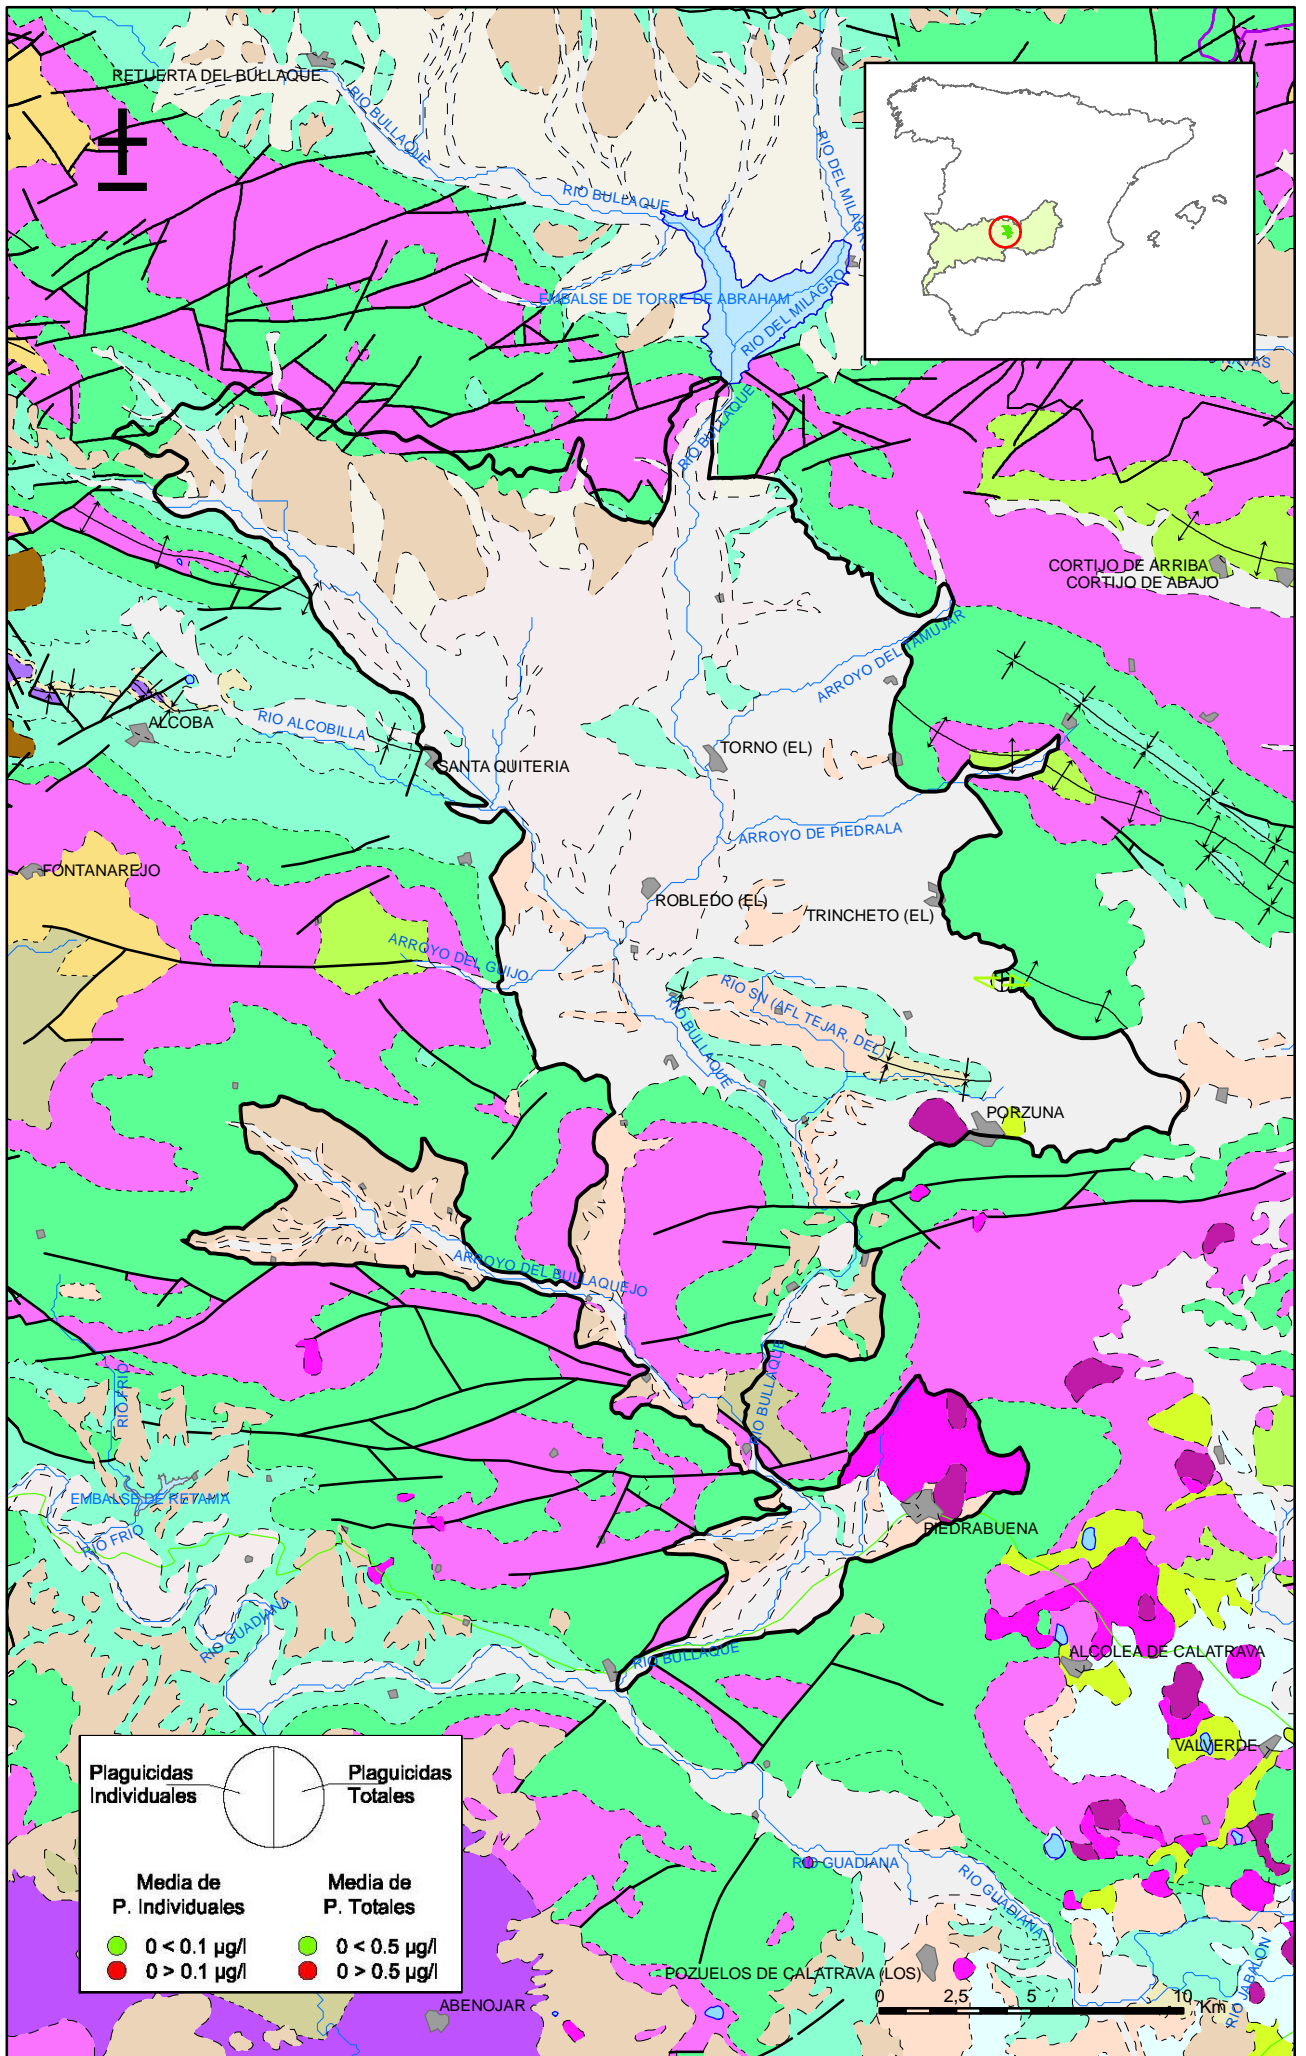 RETUERTA DEL BULLAQUE
RIO BULLAQUE
RIO DEL MILAGRO
RIO BULLAQUE
EMBALSE DE TORRE DE ABRAHAM
RIO DEL MILAGRO
NAVAS
RIO BULLAQUE
CORTIJO DE ARRIBA
CORTIJO DE ABAJO
ARROYO DEL TAMUJAR
ALCOBA
RIO ALCOBILLA
SANTA QUITERIA
TORNO (EL)
ARROYO DE PIEDRALA
FONTANAREJO
ROBLEDO (EL)
TRINCHETO (EL)
ARROYO DEL GUIJO
RIO SN (AFL TEJAR, DEL)
RIO BULLAQUE
PORZUNA
ARROYO DEL BULLAQUEJO
RIO BULLAQUE
RIO FRIO
EMBALSE DE RETAMA
RIO FRIO
PIEDRABUENA
RIO GUADIANA
RIO BULLAQUE
ALCOLEA DE CALATRAVA
VALVERDE
Plaguicidas
Individuales
Plaguicidas
Totales
Media de
P. Individuales
Media de
P. Totales
0 < 0.1 µg/l
0 < 0.5 µg/l
0 > 0.1 µg/l
0 > 0.5 µg/l
RIO GUADIANA
RIO GUADIANA
RIO JABALON
POZUELOS DE CALATRAVA (LOS)
ABENOJAR
0 2,5 5 10
Km